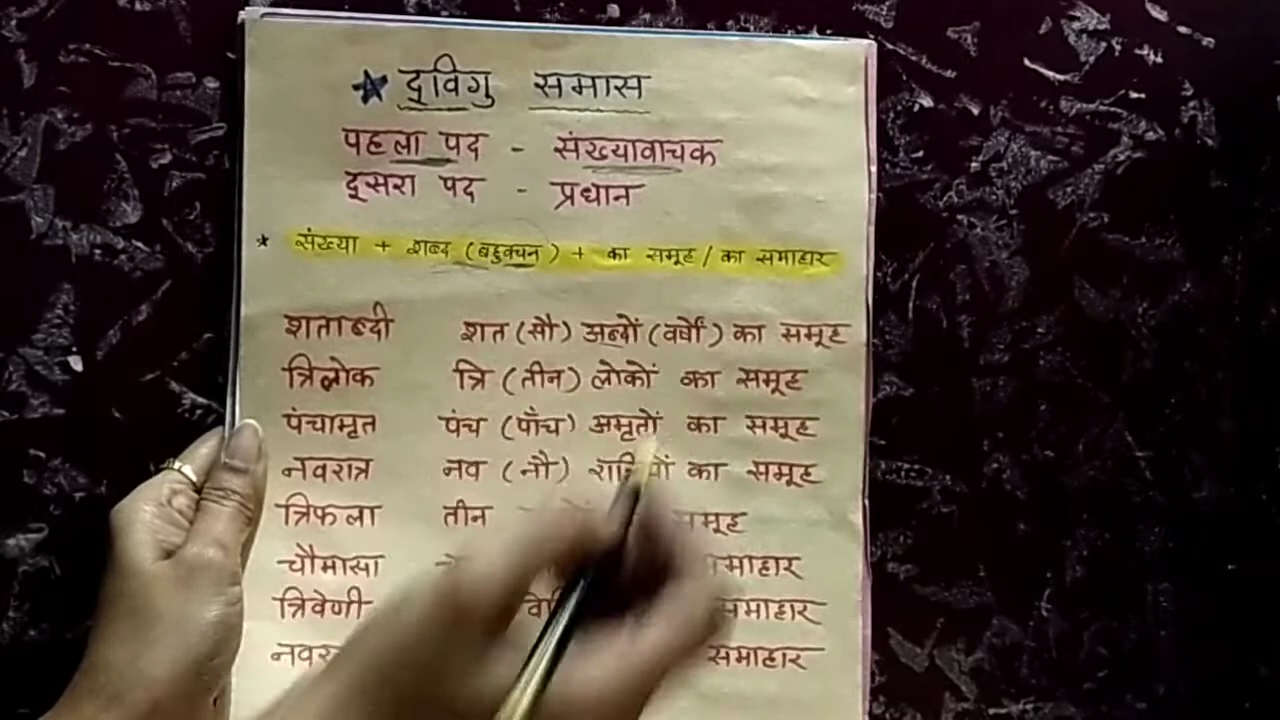 ★ द्विगु समास
पहला पद - संख्यावाचक
दूसरा पद - प्रधान
* संख्या + शब्द (बहुवचन) + का समूह / का समाहार
शताब्दी शत (सौ) अब्दों (वर्षों) का समूह
त्रिलोक त्रि (तीन) लोकों का समूह
पंचामृत पंच (पाँच) अमृतों का समूह
नवरात्र नव (नौ) का समूह
त्रिफला तीन समूह
चौमासा समाहार
त्रिवेणी समाहार
समाहार